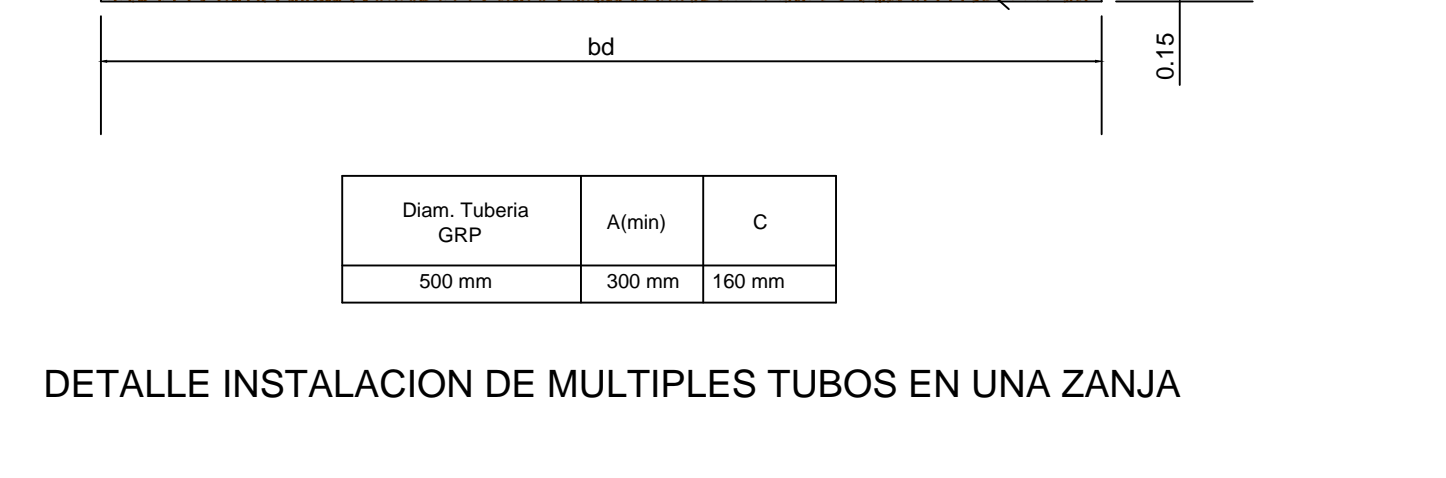 bd
0.15
Diam. Tuberia
GRP
A(min)
C
500 mm
300 mm
160 mm
DETALLE INSTALACION DE MULTIPLES TUBOS EN UNA ZANJA